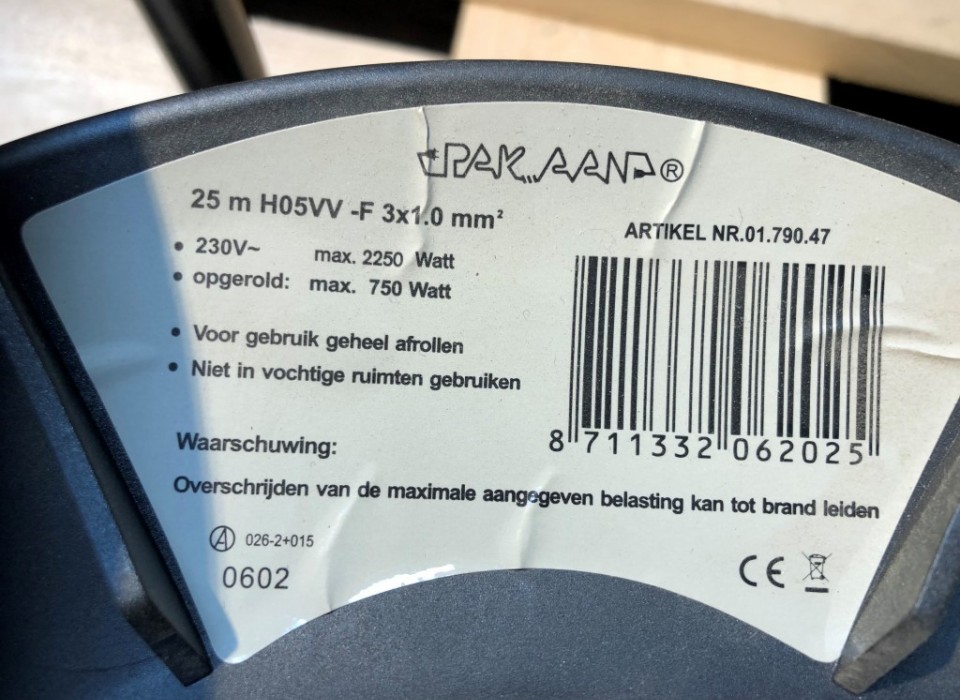 PAK AAN®
25 m H05VV -F 3x1.0 mm²
• 230V~ max. 2250 Watt
• opgerold: max. 750 Watt
• Voor gebruik geheel afrollen
• Niet in vochtige ruimten gebruiken
Waarschuwing:
Overschrijden van de maximale aangegeven belasting kan tot brand leiden
026-2+015
0602
ARTIKEL NR.01.790.47
8 711332 062025
CE